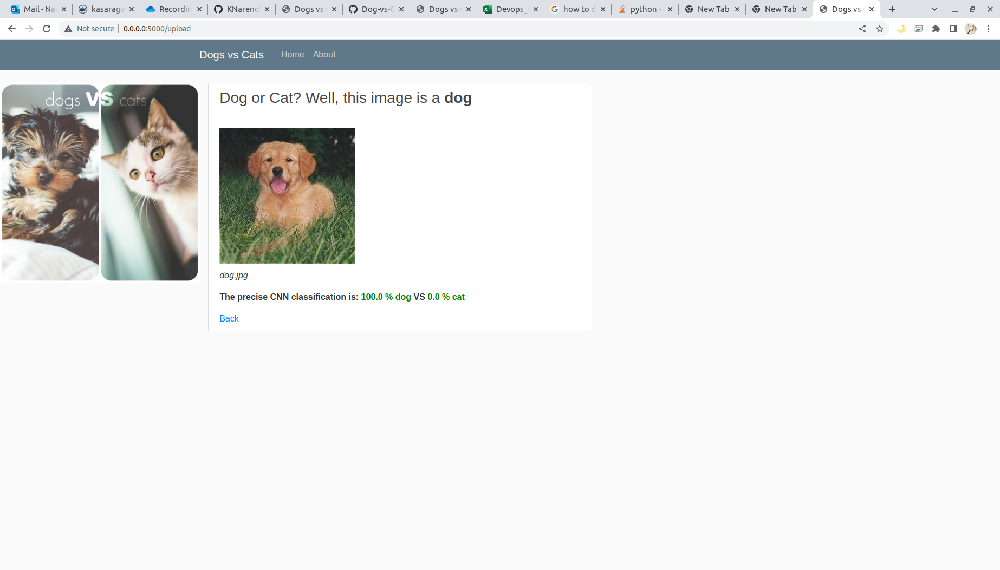 Mail - Na
kasaraga
Recordin
KNarend
Dogs vs
Dog-vs-C
Dogs vs
Devops_
how to d
python -
New Tab
New Tab
Dogs vs
Not secure 0.0.0.0:5000/upload
Dogs vs Cats Home About
dogs VS cats
Dog or Cat? Well, this image is a dog
dog.jpg
The precise CNN classification is: 100.0 % dog VS 0.0 % cat
Back